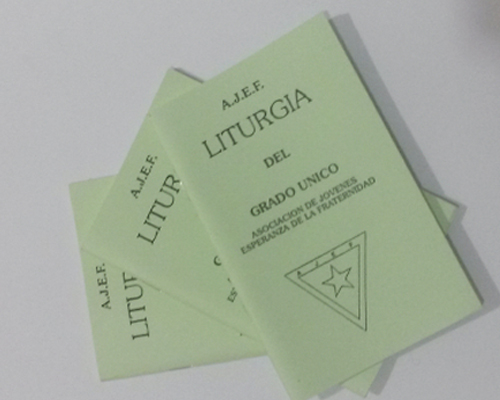 A.J.E.F.
LITURGIA
DEL
GRADO UNICO
ASOCIACION DE JOVENES
ESPERANZA DE LA FRATERNIDAD
A.J.E.F.
LITUR
A.J.E.F.
LITUR